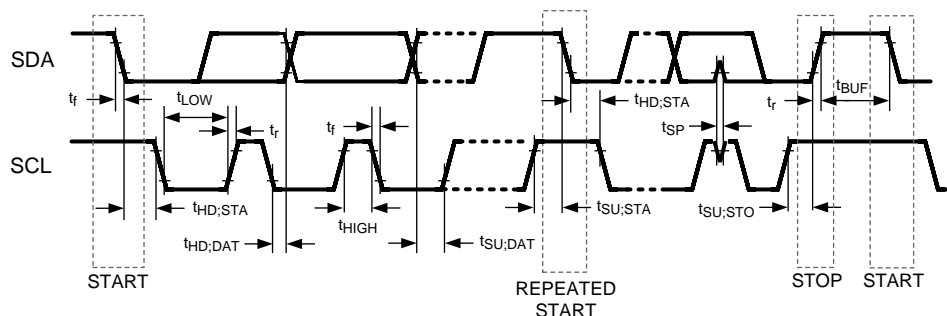 SDA
t_f t_LOW t_r t_f t_HD;STA t_SP t_r t_BUF
SCL
t_HD;STA t_HD;DAT t_HIGH t_SU;DAT t_SU;STA t_SU;STO
START REPEATED START STOP START